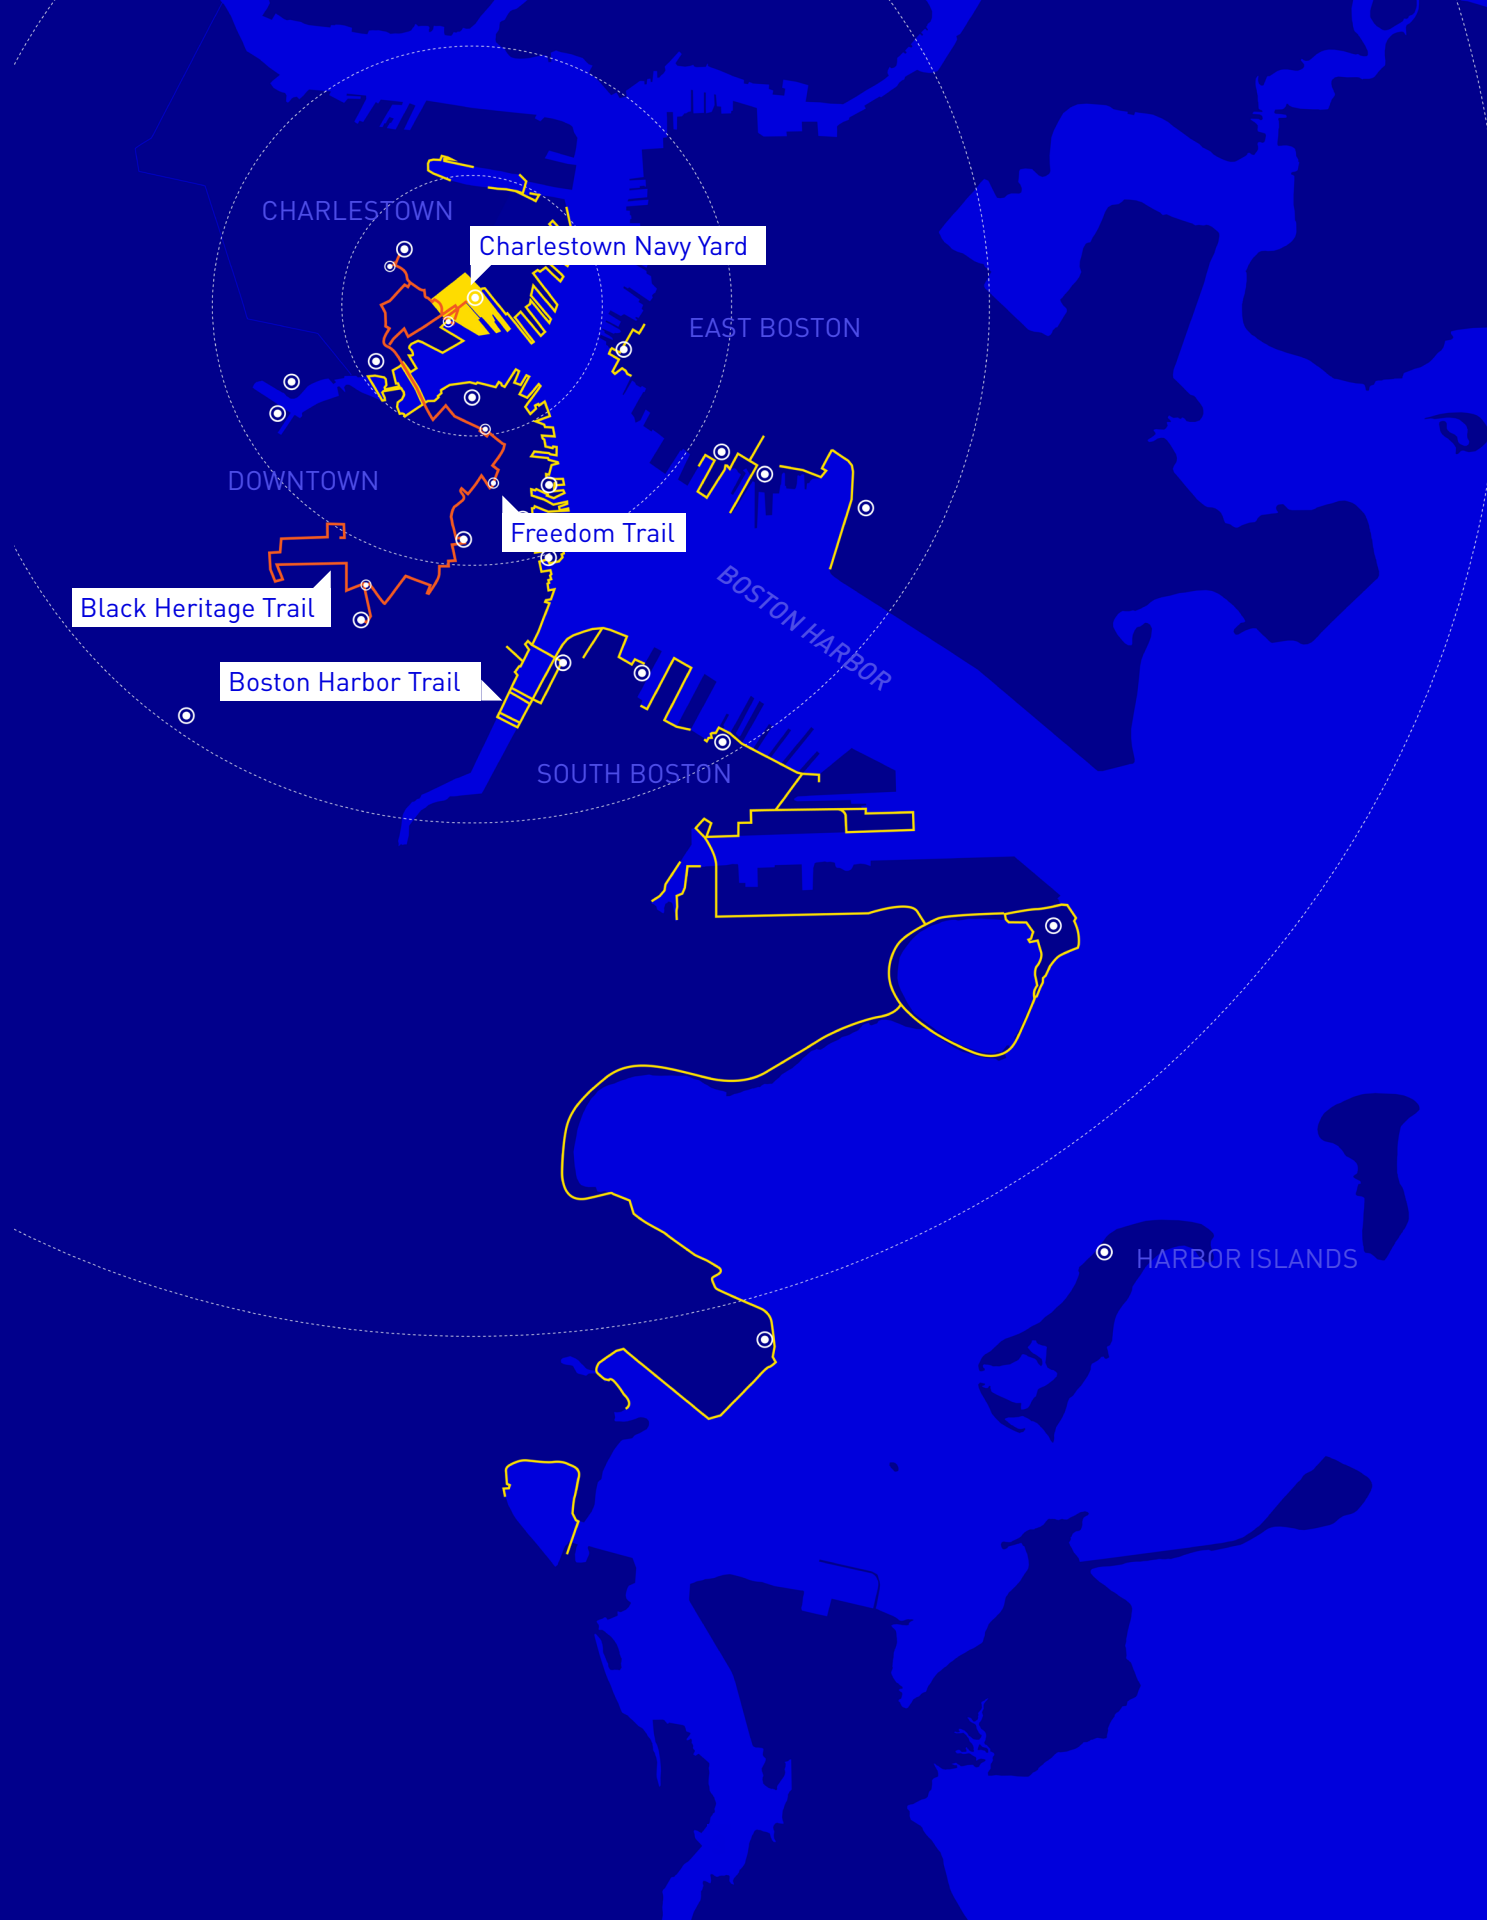 CHARLESTOWN
Charlestown Navy Yard
EAST BOSTON
DOWNTOWN
Freedom Trail
BOSTON HARBOR
Black Heritage Trail
Boston Harbor Trail
SOUTH BOSTON
HARBOR ISLANDS